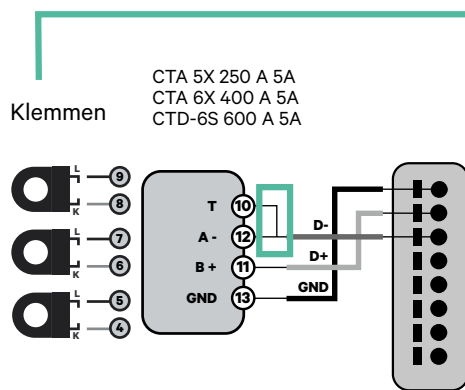 CTA 5X 250 A 5A
CTA 6X 400 A 5A
CTD-6S 600 A 5A
Klemmen
L
9
K
8
L
7
K
6
L
5
K
4
T
10
A -
12
B +
11
GND
13
D-
D+
GND